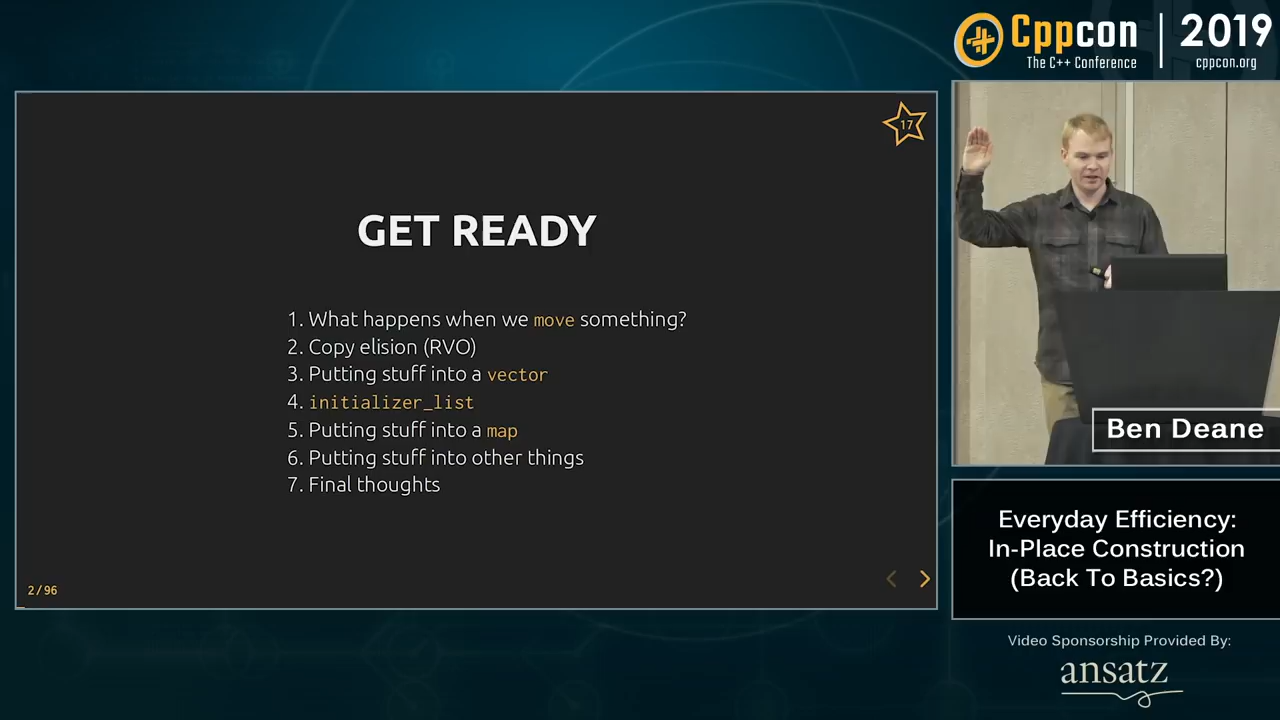 Cppcon
The C++ Conference
2019
cppcon.org
17
GET READY
1. What happens when we move something?
2. Copy elision (RVO)
3. Putting stuff into a vector
4. initializer_list
5. Putting stuff into a map
6. Putting stuff into other things
7. Final thoughts
2/96
Ben Deane
Everyday Efficiency:
In-Place Construction
(Back To Basics?)
Video Sponsorship Provided By:
ansatz